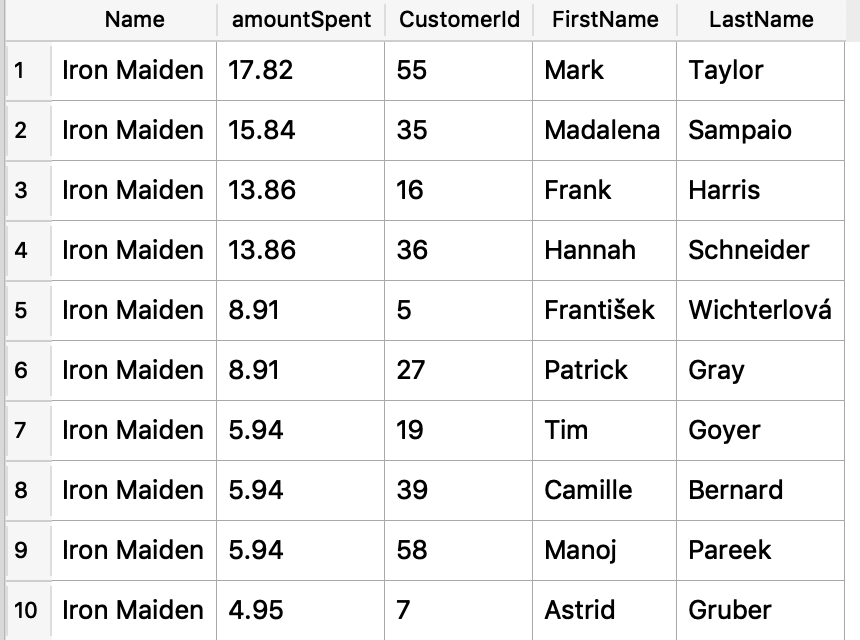 Name amountSpent CustomerId FirstName LastName
1 Iron Maiden 17.82 55 Mark Taylor
2 Iron Maiden 15.84 35 Madalena Sampaio
3 Iron Maiden 13.86 16 Frank Harris
4 Iron Maiden 13.86 36 Hannah Schneider
5 Iron Maiden 8.91 5 František Wichterlová
6 Iron Maiden 8.91 27 Patrick Gray
7 Iron Maiden 5.94 19 Tim Goyer
8 Iron Maiden 5.94 39 Camille Bernard
9 Iron Maiden 5.94 58 Manoj Pareek
10 Iron Maiden 4.95 7 Astrid Gruber